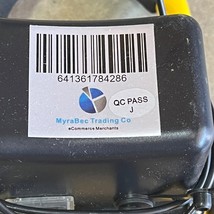 641361784286
QC PASS
J
MyraBec Trading Co
eCommerce Merchants